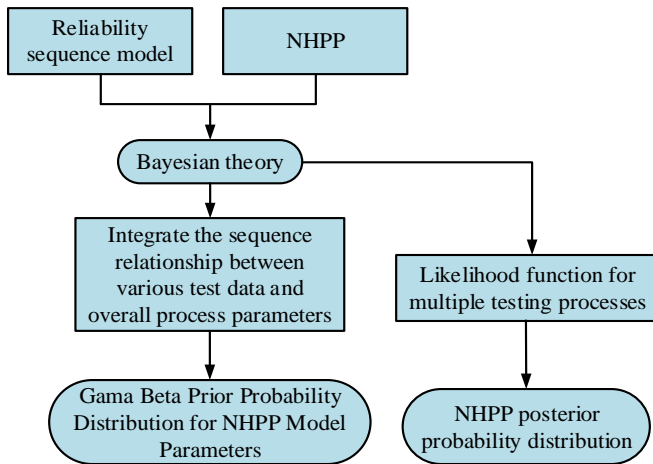 Reliability
sequence model
NHPP
Bayesian theory
Integrate the sequence
relationship between
various test data and
overall process parameters
Likelihood function for
multiple testing processes
Gama Beta Prior Probability
Distribution for NHPP Model
Parameters
NHPP posterior
probability distribution